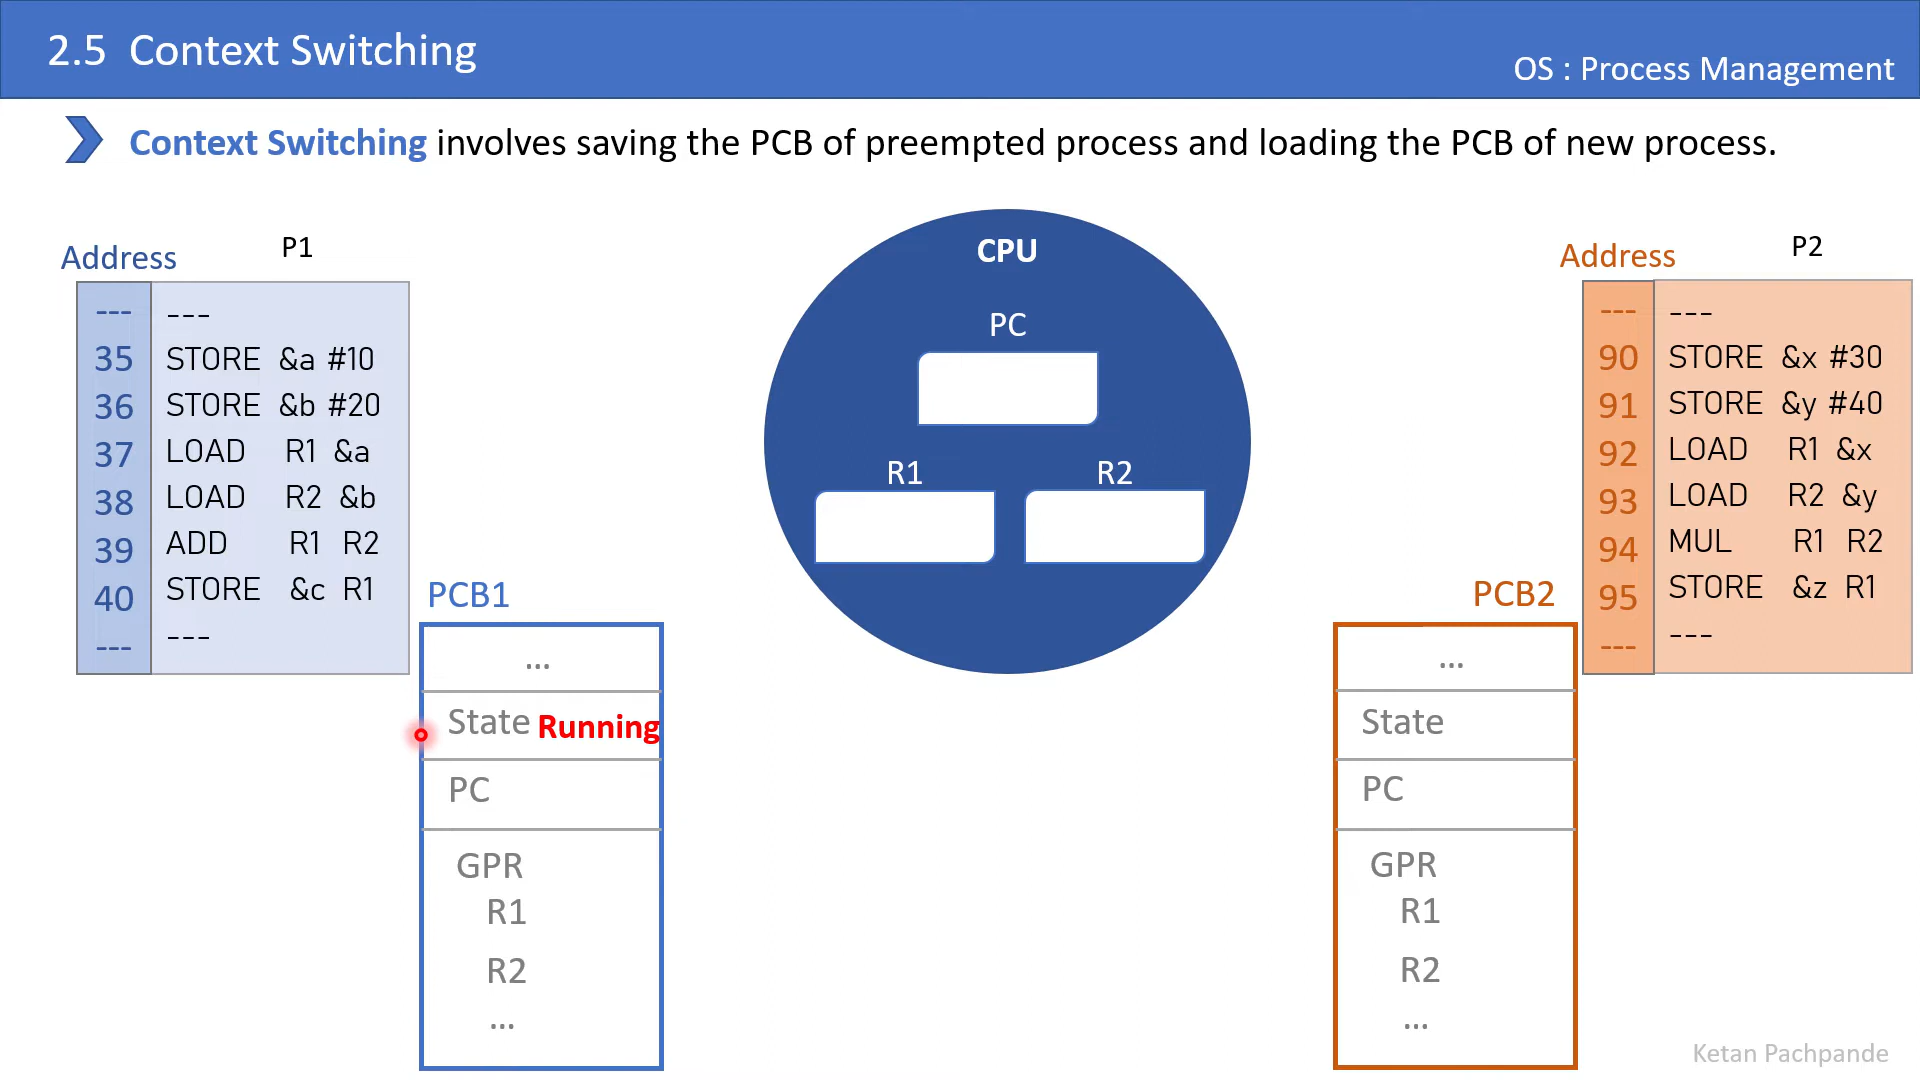 2.5 Context Switching
OS : Process Management
Context Switching involves saving the PCB of preempted process and loading the PCB of new process.
Address P1
---  ---
35 STORE &a #10
36 STORE &b #20
37 LOAD R1 &a
38 LOAD R2 &b
39 ADD R1 R2
40 STORE &c R1
---  ---
CPU
PC
R1 R2
Address P2
---  ---
90 STORE &x #30
91 STORE &y #40
92 LOAD R1 &x
93 LOAD R2 &y
94 MUL R1 R2
95 STORE &z R1
---  ---
PCB1
...
State Running
PC
GPR
R1
R2
...
PCB2
...
State
PC
GPR
R1
R2
...
Ketan Pachpande